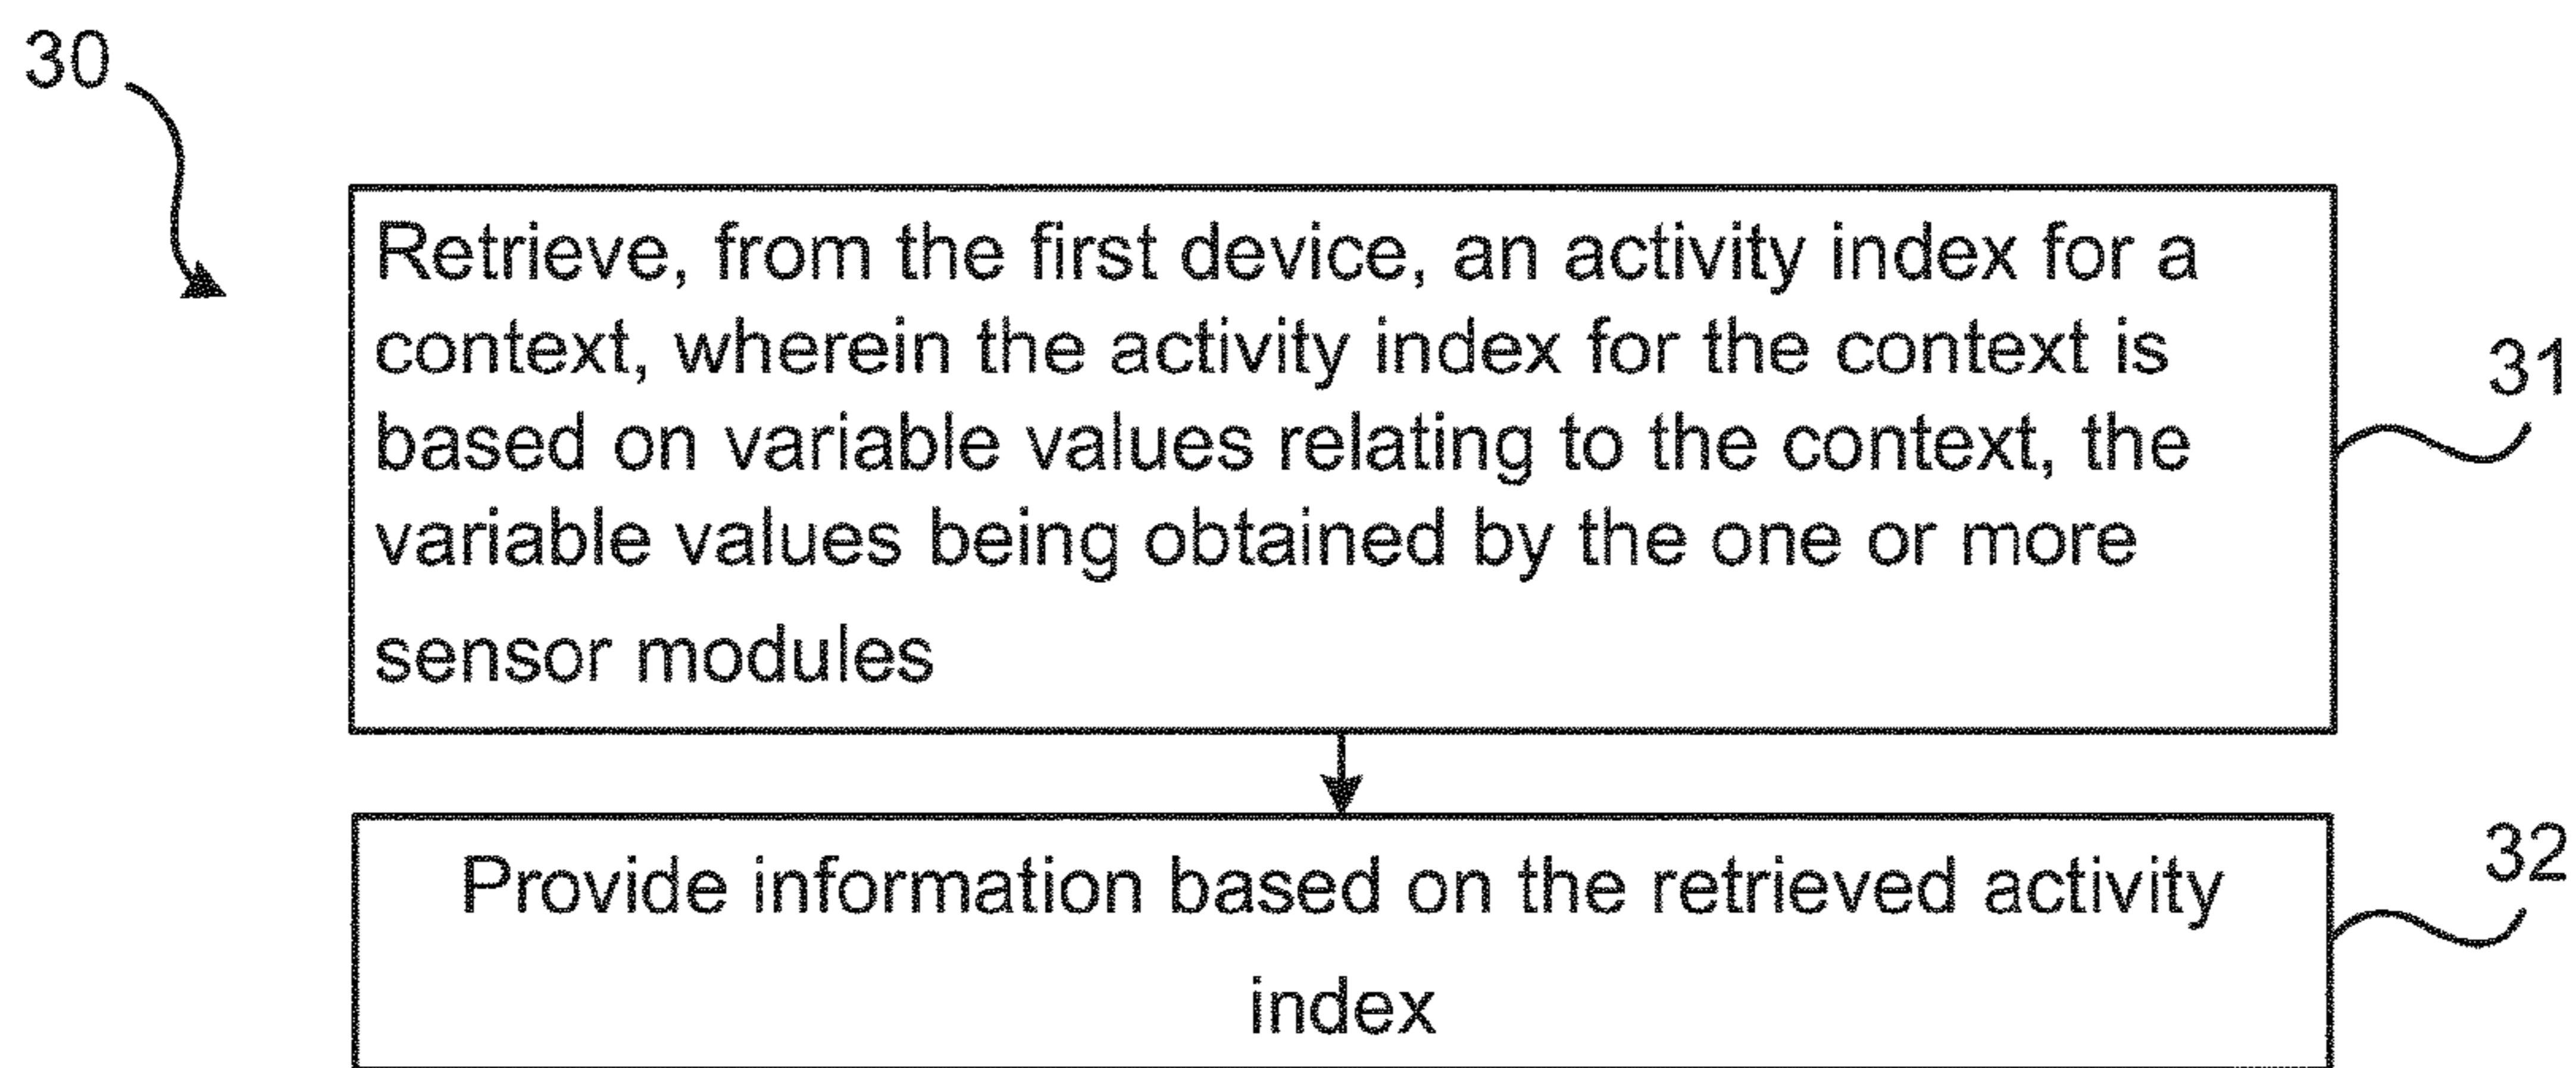 30
Retrieve, from the first device, an activity index for a
context, wherein the activity index for the context is
based on variable values relating to the context, the
variable values being obtained by the one or more
sensor modules
31
Provide information based on the retrieved activity
index
32